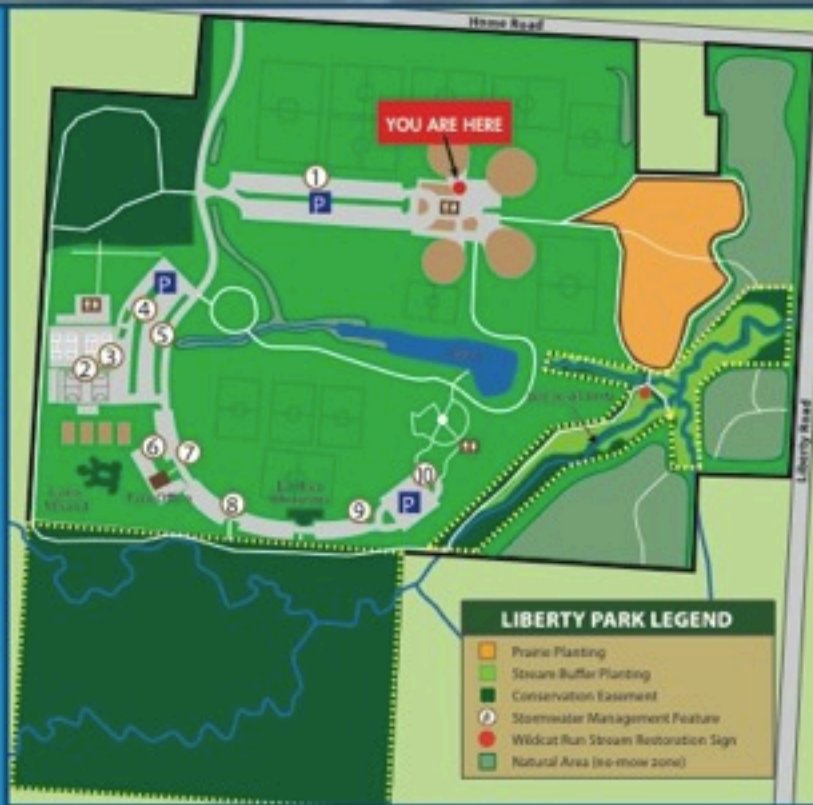 Home Road
YOU ARE HERE
1
P
P
4
5
3
2
6
7
8
9
10
P
Liberty Road
LIBERTY PARK LEGEND
Prairie Planting
Stream Buffer Planting
Conservation Easement
Stormwater Management Feature
Wildcat Run Stream Restoration Sign
Natural Area (no-mow zone)